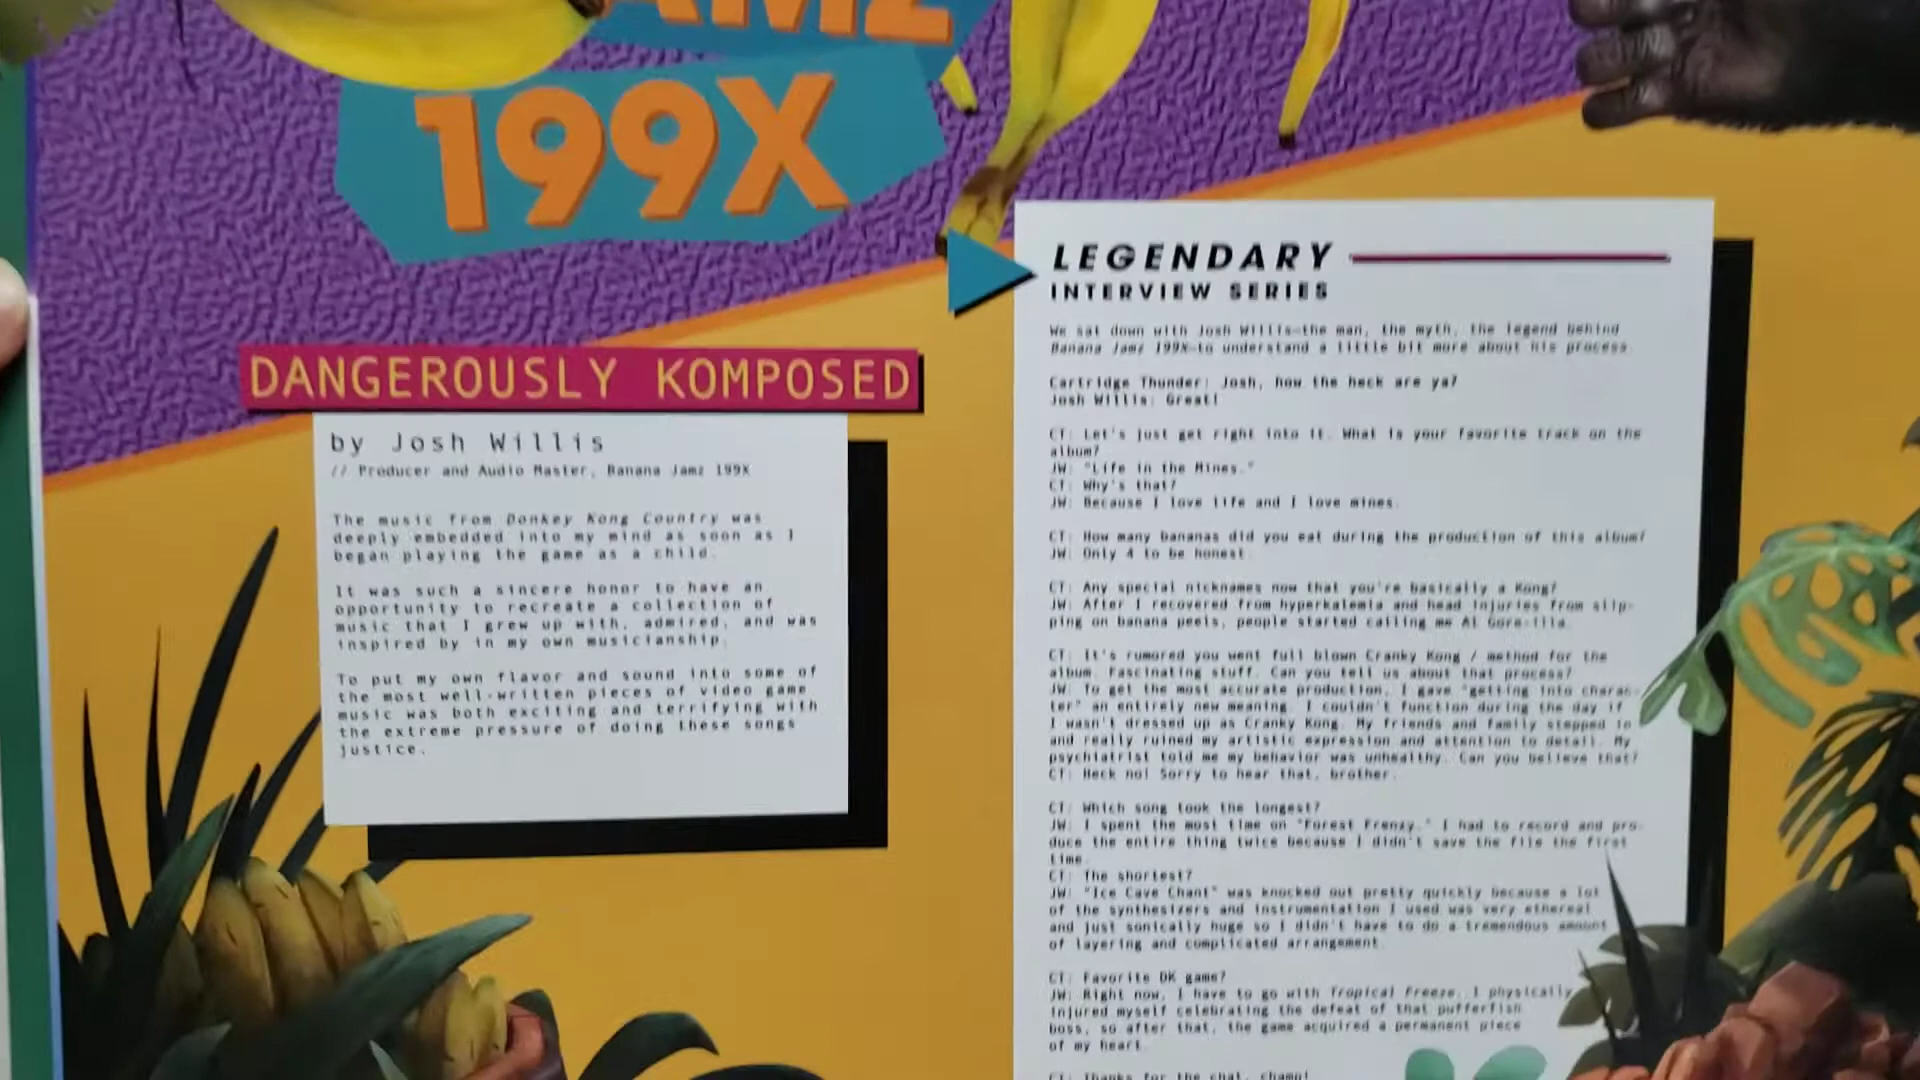 199X
DANGEROUSLY KOMPOSED
by Josh Willis
// Producer and Audio Master, Banana Jamz 199X
The music from Donkey Kong Country was
deeply embedded into my mind as soon as I
began playing the game as a child.
It was such a sincere honor to have an
opportunity to recreate a collection of
music that I grew up with, admired, and was
inspired by in my own musicianship.
To put my own flavor and sound into some of
the most well-written pieces of video game
music was both exciting and terrifying with
the extreme pressure of doing these songs
justice.
LEGENDARY
INTERVIEW SERIES
We sat down with Josh Willis—the man, the myth, the legend behind
Banana Jamz 199X—to understand a little bit more about his process.
Cartridge Thunder: Josh, how the heck are ya?
Josh Willis: Great!
CT: Let's just get right into it. What is your favorite track on the
album?
JW: "Life in the Mines."
CT: Why's that?
JW: Because I love life and I love mines.
CT: How many bananas did you eat during the production of this album?
JW: Only 4 to be honest.
CT: Any special nicknames now that you're basically a Kong?
JW: After I recovered from hyperkalemia and head injuries from slip-
ping on banana peels, people started calling me Al Gore-illa.
CT: It's rumored you went full blown Cranky Kong / method for the
album. Fascinating stuff. Can you tell us about that process?
JW: To get the most accurate production, I gave "getting into charac-
ter" an entirely new meaning. I couldn't function during the day if
I wasn't dressed up as Cranky Kong. My friends and family stepped in
and really ruined my artistic expression and attention to detail. My
psychiatrist told me my behavior was unhealthy. Can you believe that?
CT: Heck no! Sorry to hear that, brother.
CT: Which song took the longest?
JW: I spent the most time on "Forest Frenzy." I had to record and pro-
duce the entire thing twice because I didn't save the file the first
time.
CT: The shortest?
JW: "Ice Cave Chant" was knocked out pretty quickly because a lot
of the synthesizers and instrumentation I used was very ethereal
and just sonically huge so I didn't have to do a tremendous amount
of layering and complicated arrangement.
CT: Favorite DK game?
JW: Right now, I have to go with Tropical Freeze. I physically
injured myself celebrating the defeat of that pufferfish
boss, so after that, the game acquired a permanent piece
of my heart.
CT: Thanks for the chat, champ!